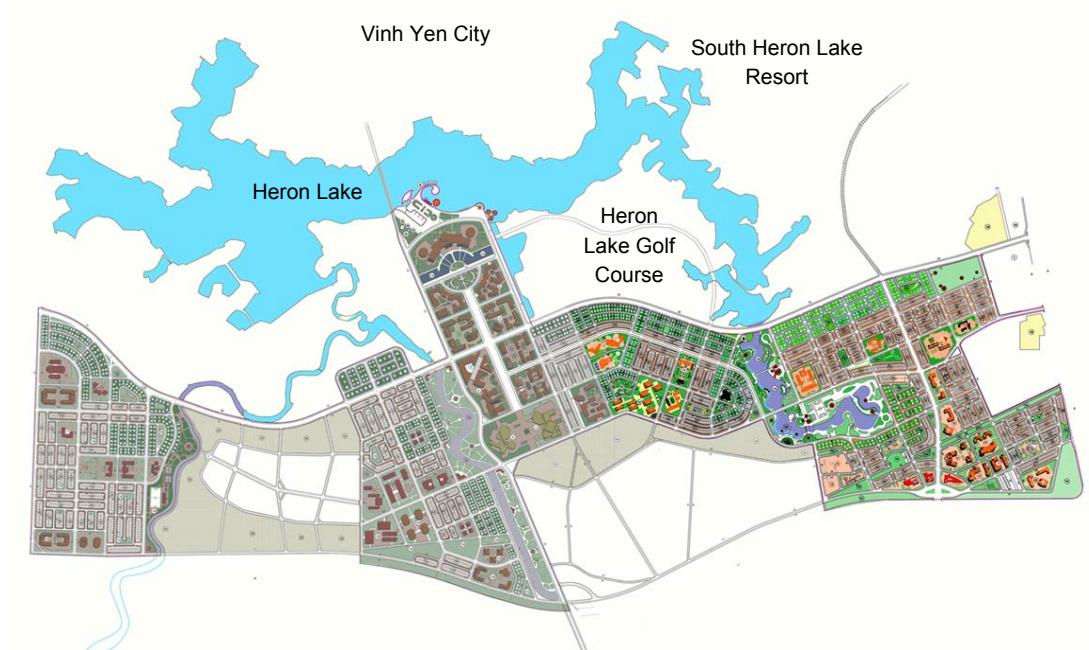 Vinh Yen City
South Heron Lake
Resort
Heron Lake
Heron
Lake Golf
Course